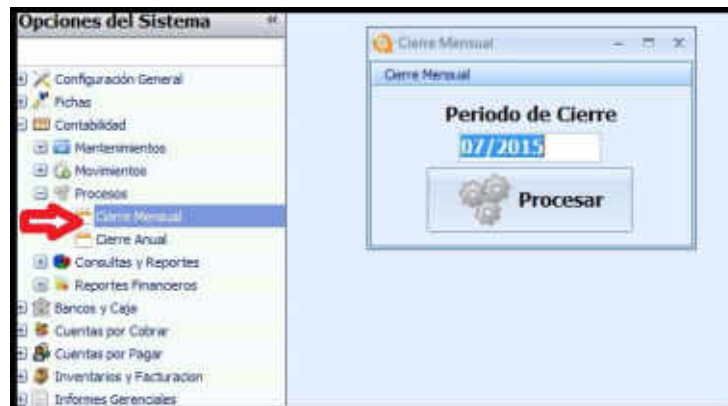 Opciones del Sistema «
Configuración General
Fichas
Contabilidad
Mantenimientos
Movimientos
Procesos
Cierre Mensual
Cierre Anual
Consultas y Reportes
Reportes Financieros
Bancos y Caja
Cuentas por Cobrar
Cuentas por Pagar
Inventarios y Facturacion
Informes Gerenciales
Cierre Mensual
Cierre Mensual
Periodo de Cierre
07/2015
Procesar